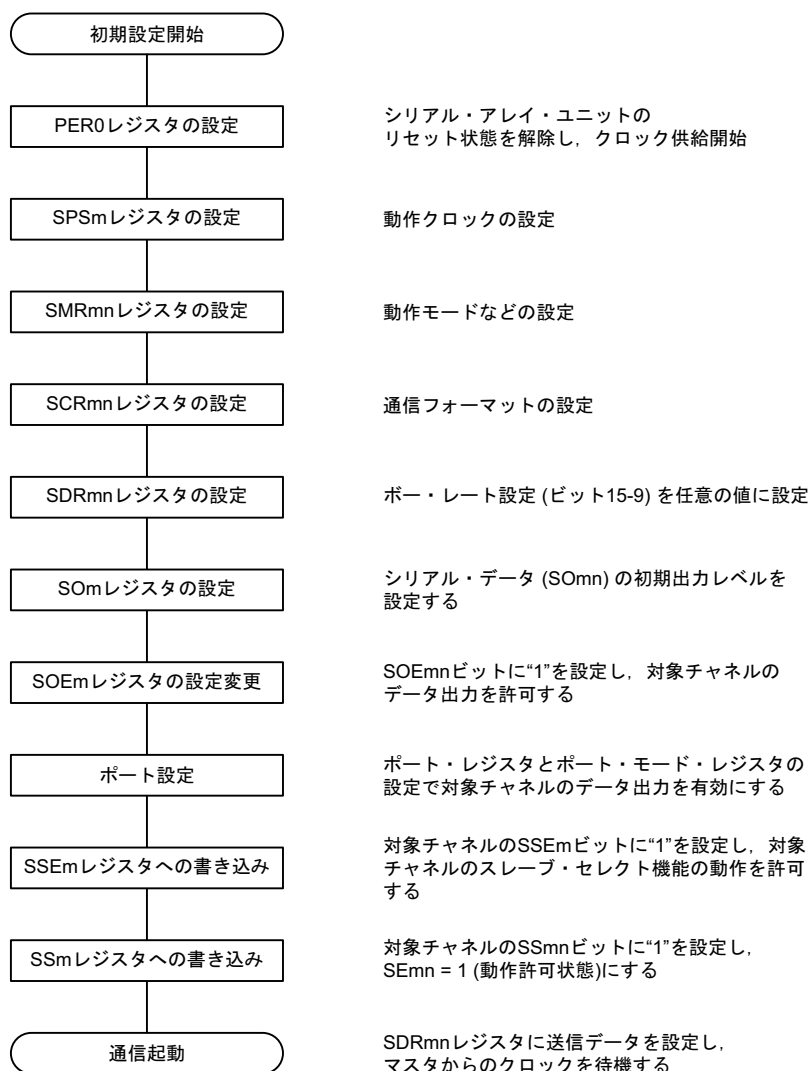 初期設定開始
PER0レジスタの設定
シリアル・アレイ・ユニットの
リセット状態を解除し，クロック供給開始
SPSmレジスタの設定
動作クロックの設定
SMRmnレジスタの設定
動作モードなどの設定
SCRmnレジスタの設定
通信フォーマットの設定
SDRmnレジスタの設定
ボー・レート設定 (ビット15-9) を任意の値に設定
SOmレジスタの設定
シリアル・データ (SOmn) の初期出力レベルを
設定する
SOEmレジスタの設定変更
SOEmnビットに“1”を設定し，対象チャネルの
データ出力を許可する
ポート設定
ポート・レジスタとポート・モード・レジスタの
設定で対象チャネルのデータ出力を有効にする
SSEmレジスタへの書き込み
対象チャネルのSSEmビットに“1”を設定し，対象
チャネルのスレーブ・セレクト機能の動作を許可
する
SSmレジスタへの書き込み
対象チャネルのSSmnビットに“1”を設定し，
SEmn = 1 (動作許可状態)にする
通信起動
SDRmnレジスタに送信データを設定し，
マスタからのクロックを待機する